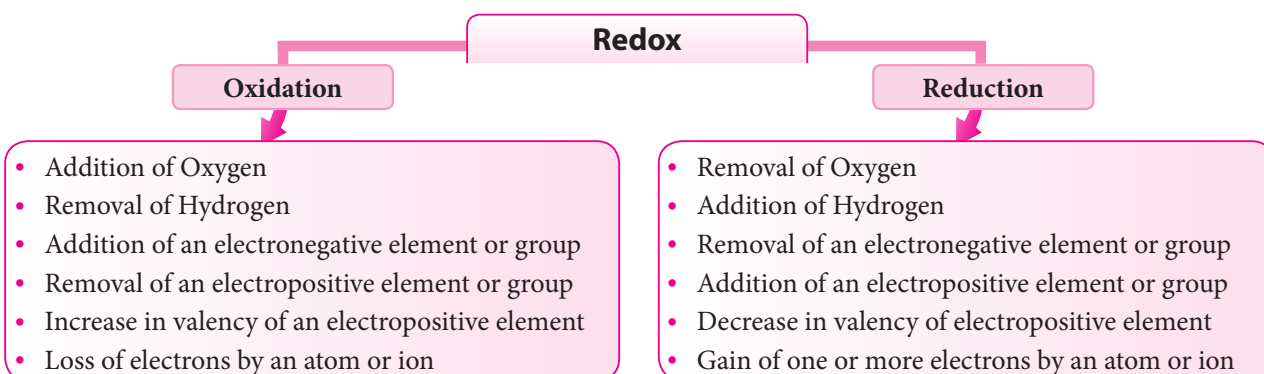 Redox
Oxidation
Reduction
• Addition of Oxygen
• Removal of Hydrogen
• Addition of an electronegative element or group
• Removal of an electropositive element or group
• Increase in valency of an electropositive element
• Loss of electrons by an atom or ion
• Removal of Oxygen
• Addition of Hydrogen
• Removal of an electronegative element or group
• Addition of an electropositive element or group
• Decrease in valency of electropositive element
• Gain of one or more electrons by an atom or ion